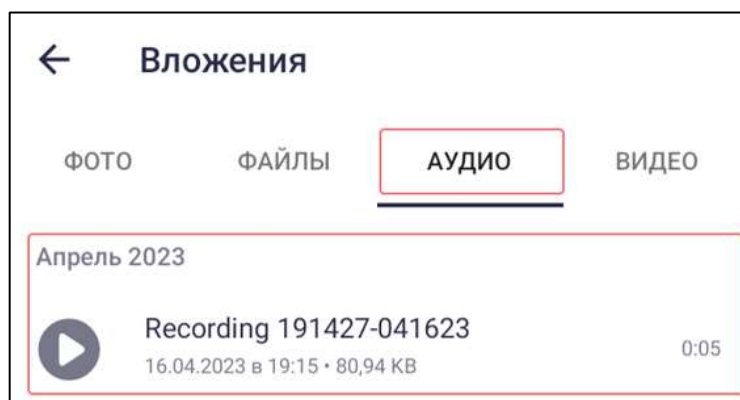 Вложения
ФОТО ФАЙЛЫ АУДИО ВИДЕО
Апрель 2023
Recording 191427-041623
16.04.2023 в 19:15 • 80,94 KB 0:05